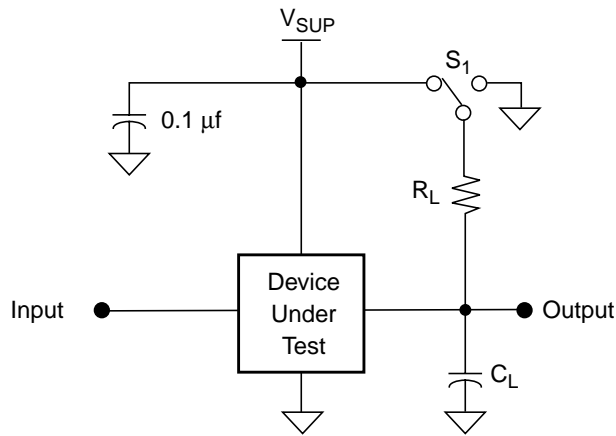 V_SUP
S_1
0.1 μf
R_L
Device
Under
Test
Input
Output
C_L